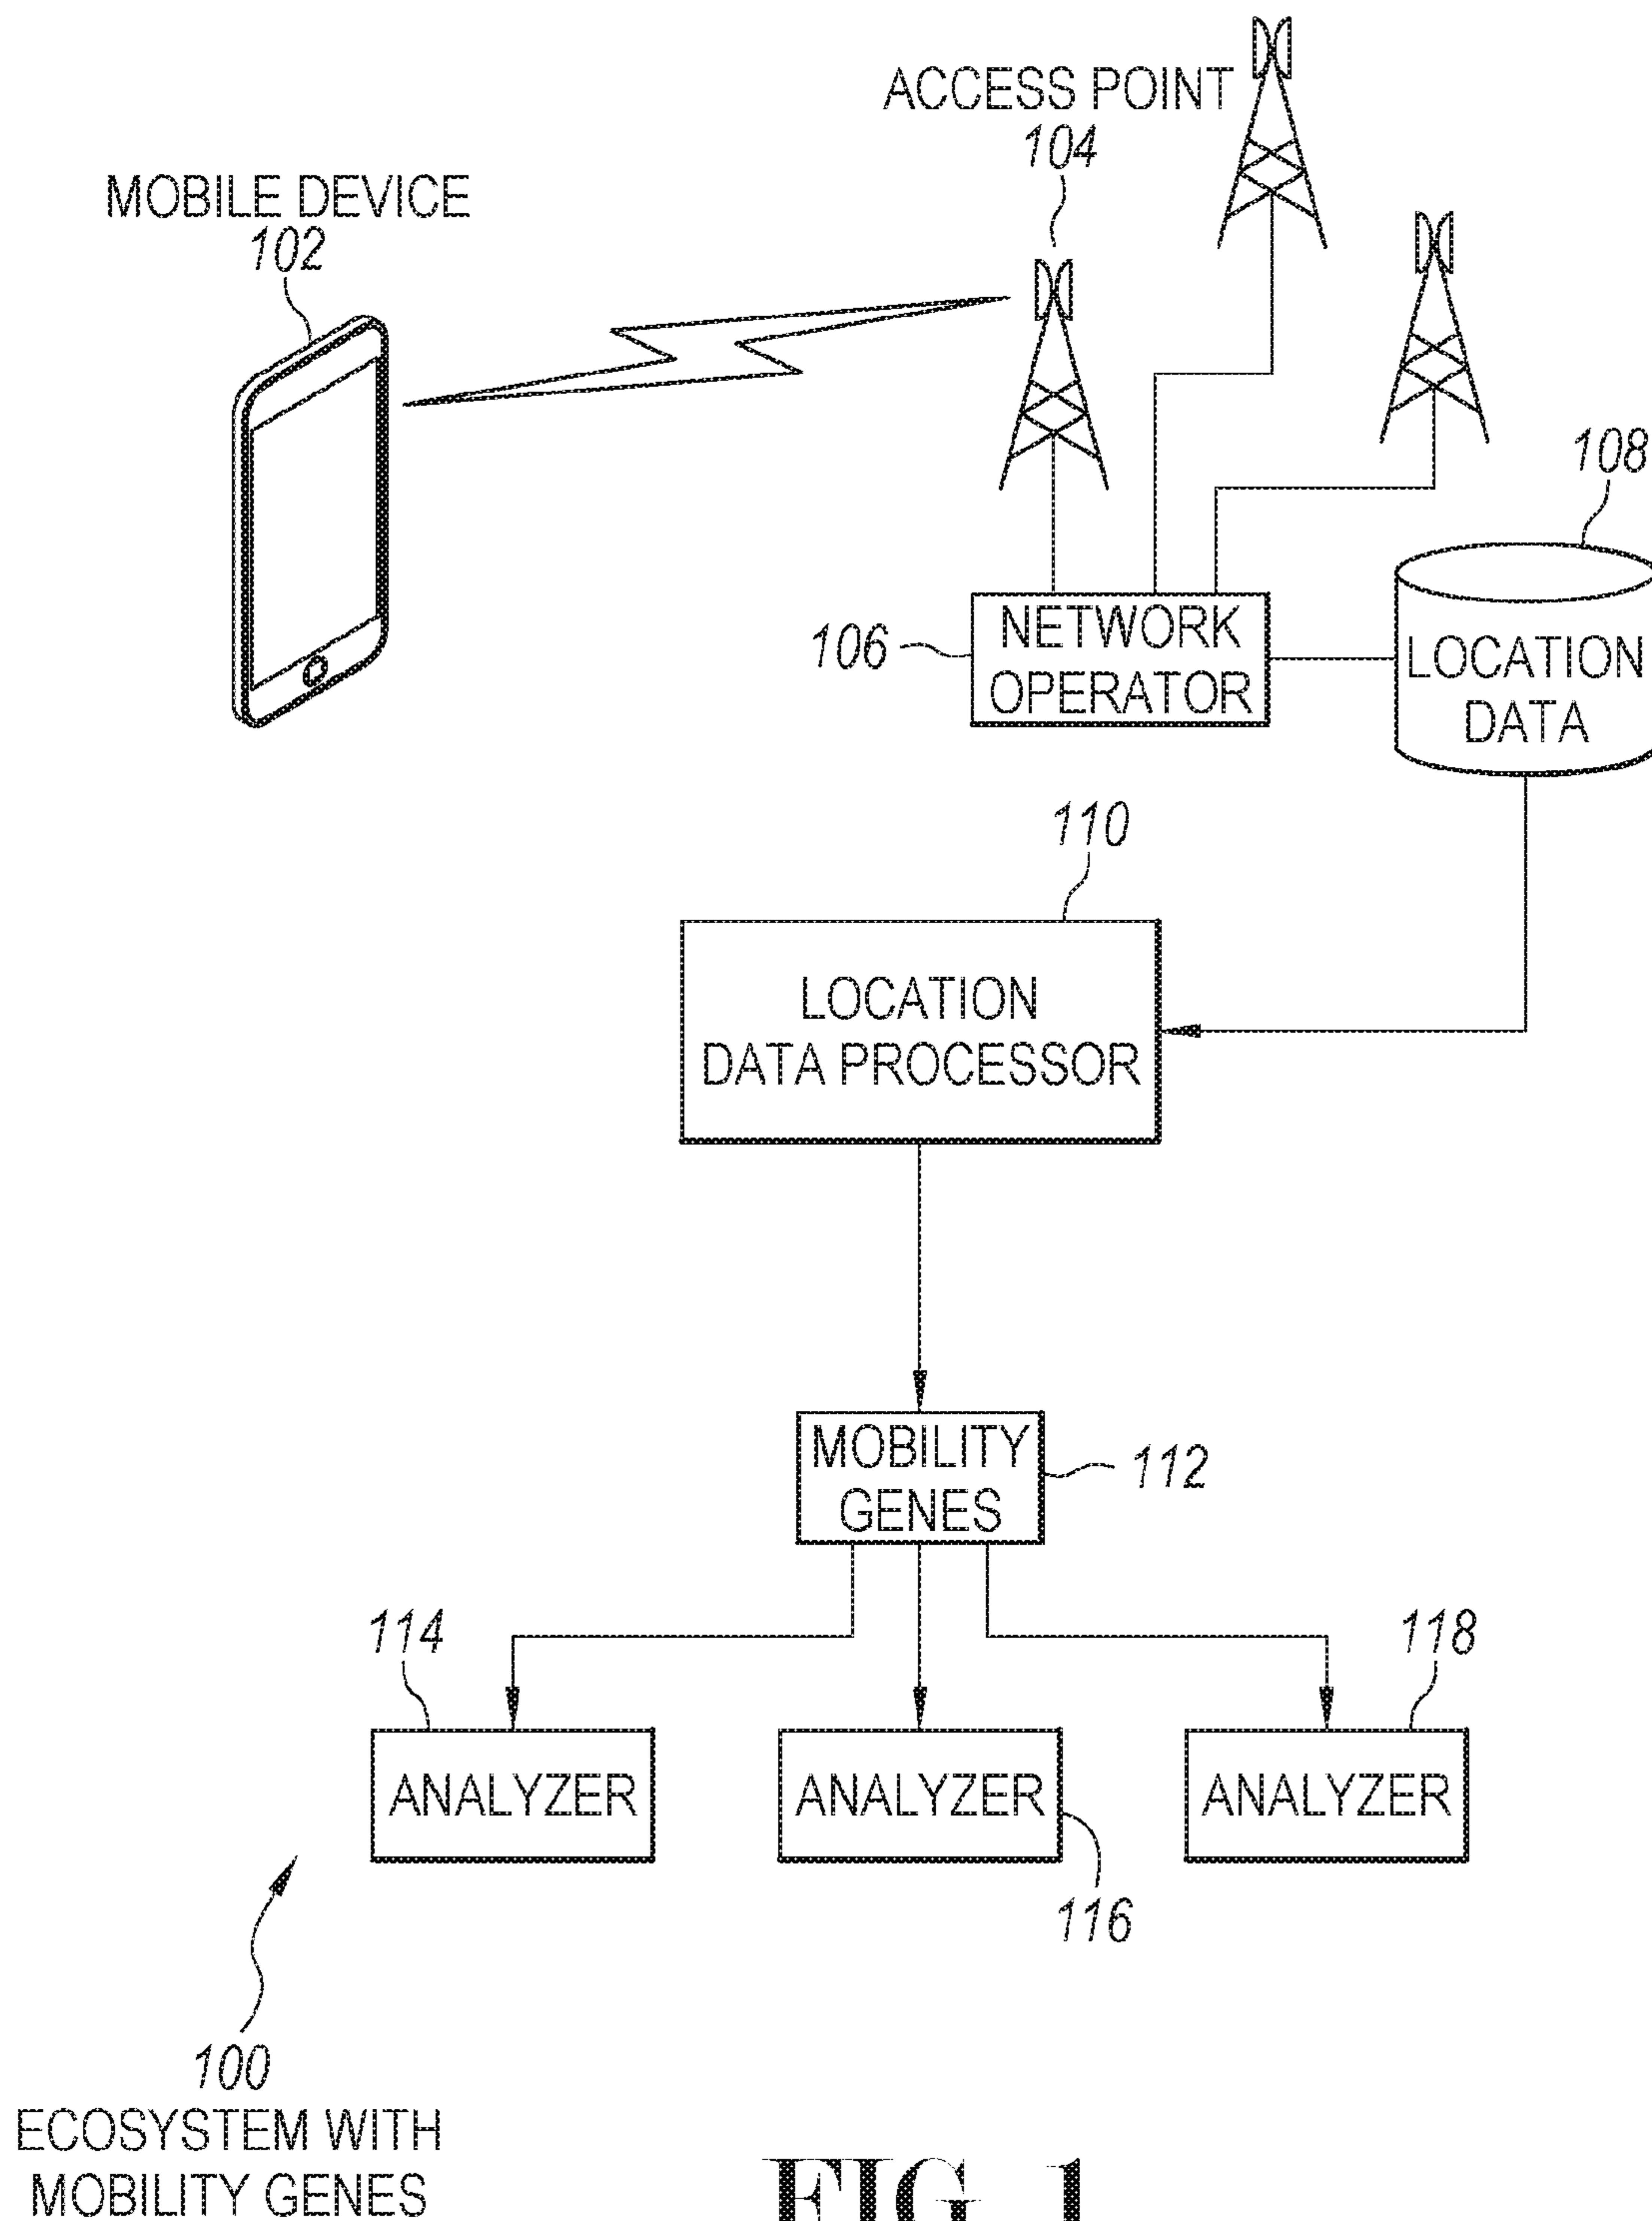 ACCESS POINT
104
MOBILE DEVICE
102
108
106
NETWORK
OPERATOR
LOCATION
DATA
110
LOCATION
DATA PROCESSOR
MOBILITY
GENES
112
114
118
ANALYZER
ANALYZER
ANALYZER
116
100
ECOSYSTEM WITH
MOBILITY GENES
FIG. 1